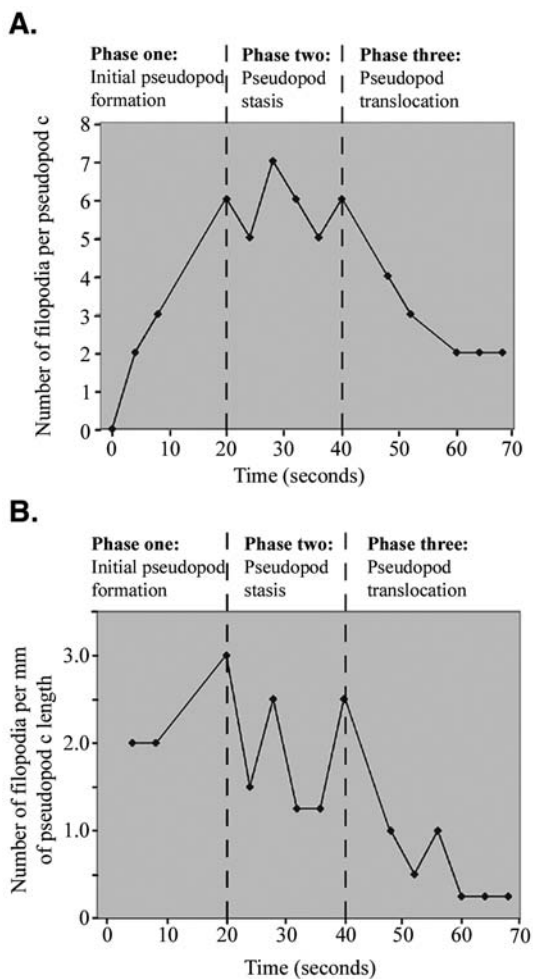 A.
Phase one: Phase two: Phase three:
Initial pseudopod Pseudopod Pseudopod
formation stasis translocation
Number of filopodia per pseudopod c
8
7
6
5
4
3
2
1
0
0 10 20 30 40 50 60 70
Time (seconds)
B.
Phase one: Phase two: Phase three:
Initial pseudopod Pseudopod Pseudopod
formation stasis translocation
Number of filopodia per mm
of pseudopod c length
3.0
2.0
1.0
0
0 10 20 30 40 50 60 70
Time (seconds)